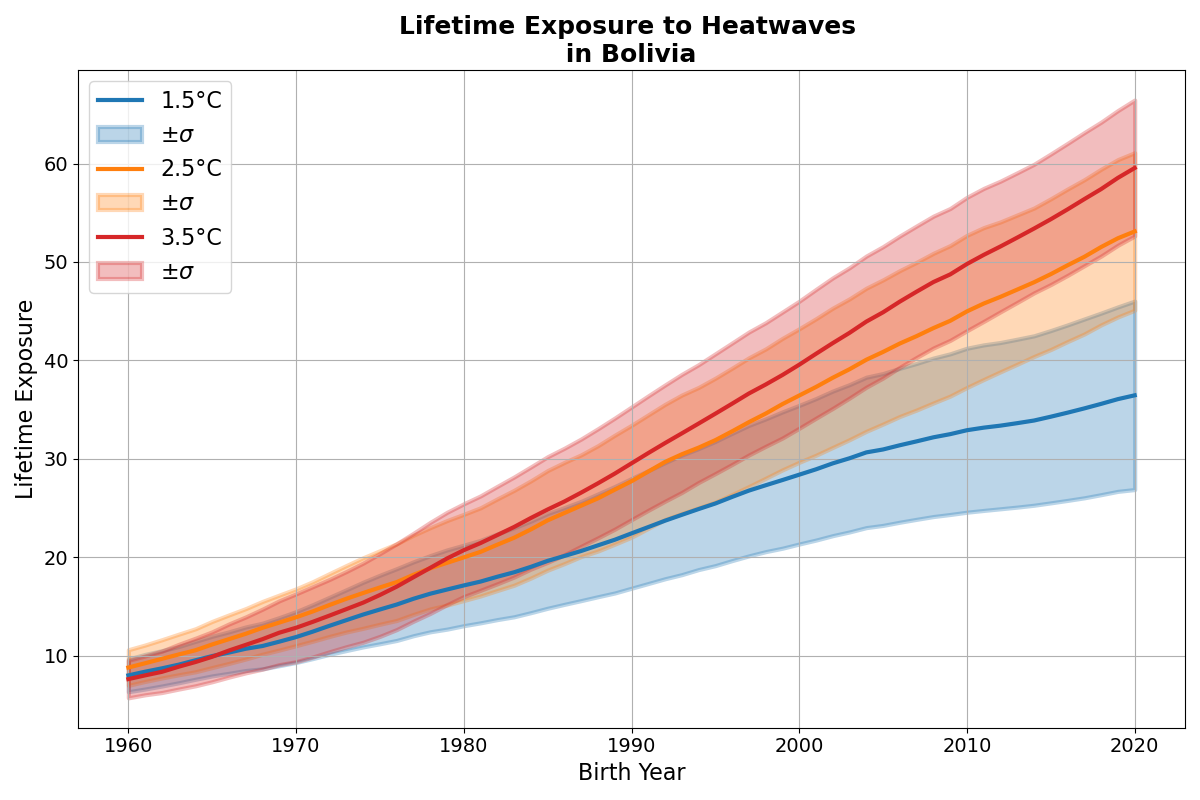 Lifetime Exposure to Heatwaves
in Bolivia
1.5°C
±σ
2.5°C
±σ
3.5°C
±σ
Lifetime Exposure
60
50
40
30
20
10
1960 1970 1980 1990 2000 2010 2020
Birth Year